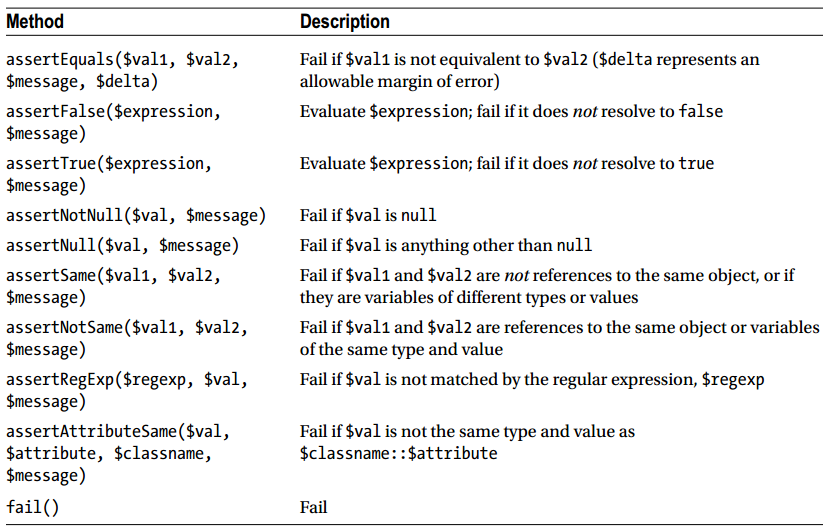 Method Description
assertEquals($val1, $val2, Fail if $val1 is not equivalent to $val2 ($delta represents an
$message, $delta) allowable margin of error)
assertFalse($expression, Evaluate $expression; fail if it does not resolve to false
$message)
assertTrue($expression, Evaluate $expression; fail if it does not resolve to true
$message)
assertNotNull($val, $message) Fail if $val is null
assertNull($val, $message) Fail if $val is anything other than null
assertSame($val1, $val2, Fail if $val1 and $val2 are not references to the same object, or if
$message) they are variables of different types or values
assertNotSame($val1, $val2, Fail if $val1 and $val2 are references to the same object or variables
$message) of the same type and value
assertRegExp($regexp, $val, Fail if $val is not matched by the regular expression, $regexp
$message)
assertAttributeSame($val, Fail if $val is not the same type and value as
$attribute, $classname, $classname::$attribute
$message)
fail() Fail